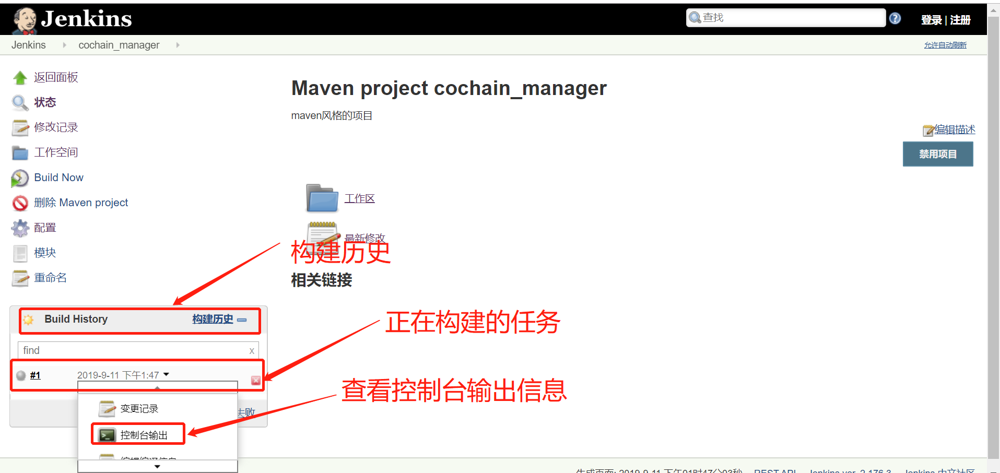 Jenkins
查找
登录 | 注册
Jenkins
cochain_manager
允许自动刷新
返回面板
状态
修改记录
工作空间
Build Now
删除 Maven project
配置
模块
重命名
Maven project cochain_manager
maven风格的项目
编辑描述
禁用项目
工作区
最新修改
构建历史
相关链接
Build History
构建历史
find
x
#1
2019-9-11 下午1:47
正在构建的任务
查看控制台输出信息
变更记录
控制台输出
编辑编译信息
失败
生成页面: 2019-9-11 下午01时47分03秒
REST API
Jenkins ver. 2.176.3
Jenkins 中文社区